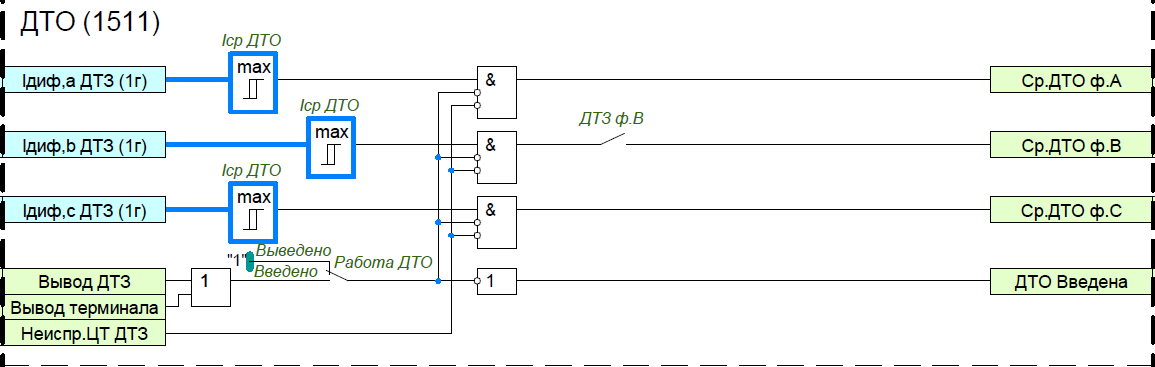 ДТО (1511)
Iср ДТО
Iдиф,a ДТЗ (1г)
max
&
Ср.ДТО ф.А
Iср ДТО
ДТЗ ф.В
Iдиф,b ДТЗ (1г)
max
&
Ср.ДТО ф.В
Iср ДТО
Iдиф,c ДТЗ (1г)
max
&
Ср.ДТО ф.С
"1"
Выведено
Введено
Работа ДТО
Вывод ДТЗ
1
1
ДТО Введена
Вывод терминала
Неиспр.ЦТ ДТЗ